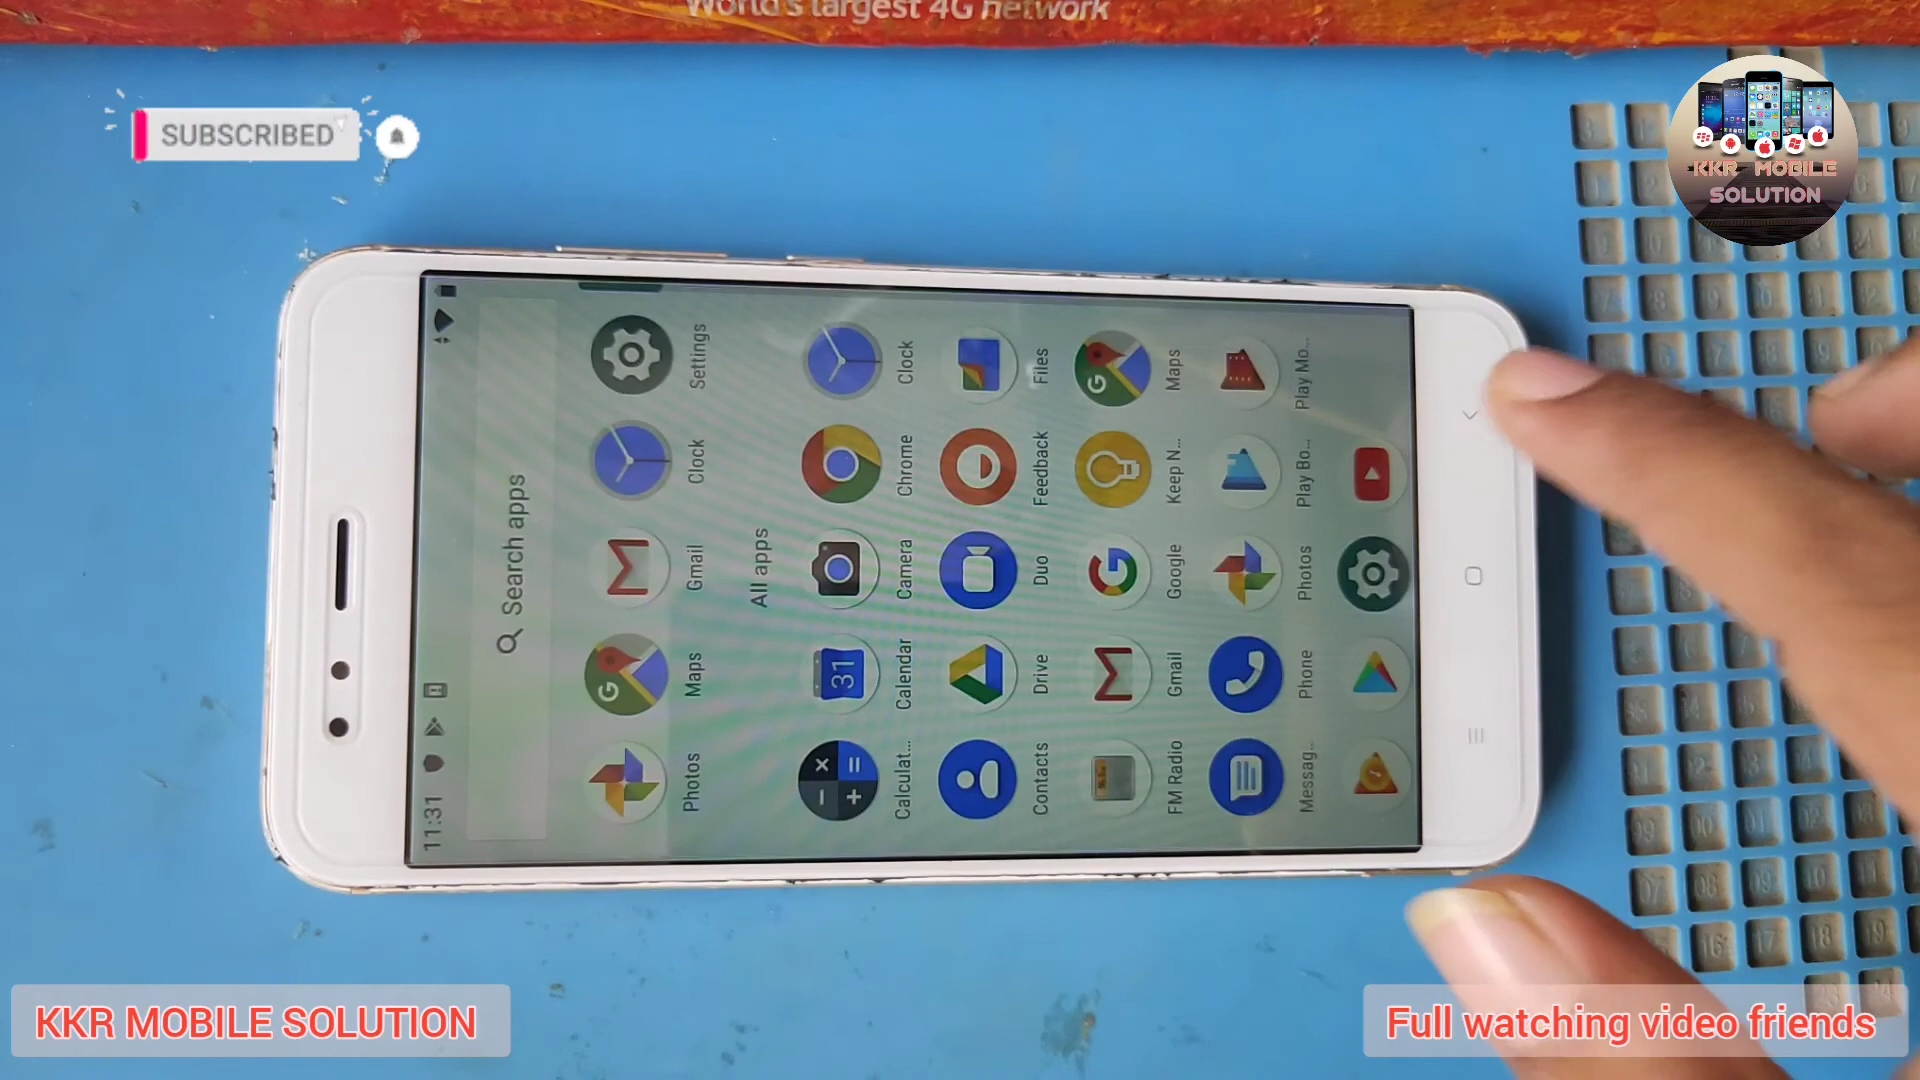 World's largest 4G network
SUBSCRIBED
KKR MOBILE
SOLUTION
11:31
Search apps
Photos
Maps
Gmail
Clock
Settings
All apps
Calculat...
Calendar
Camera
Chrome
Clock
Contacts
Drive
Duo
Feedback
Files
FM Radio
Gmail
Google
Keep N...
Maps
Messag...
Phone
Photos
Play Bo...
Play Mo...
31
KKR MOBILE SOLUTION
Full watching video friends